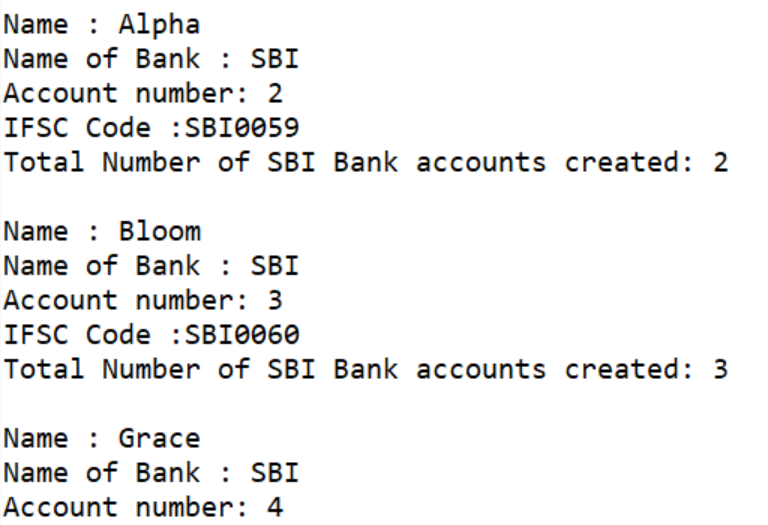 Name : Alpha
Name of Bank : SBI
Account number: 2
IFSC Code :SBI0059
Total Number of SBI Bank accounts created: 2
Name : Bloom
Name of Bank : SBI
Account number: 3
IFSC Code :SBI0060
Total Number of SBI Bank accounts created: 3
Name : Grace
Name of Bank : SBI
Account number: 4